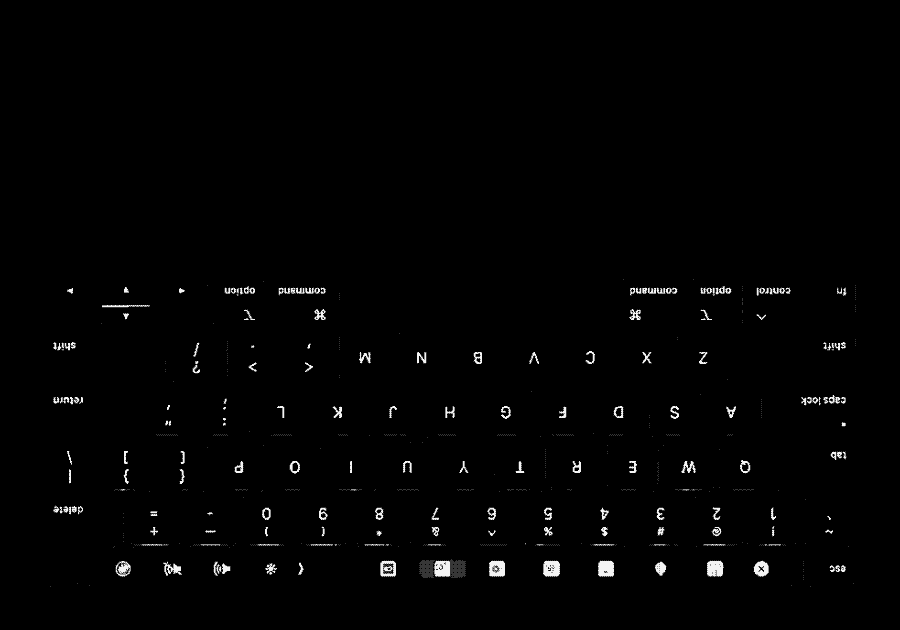 esc
~ ! @ # $ % ^ & * ( ) — +
` 1 2 3 4 5 6 7 8 9 0 - = delete
{ } |
tab Q W E R T Y U I O P [ ] \
: "
caps lock A S D F G H J K L ; ' return
< > ?
shift Z X C V B N M , . / shift
^ ⌥ ⌘ ⌘ ⌥
fn control option command command option